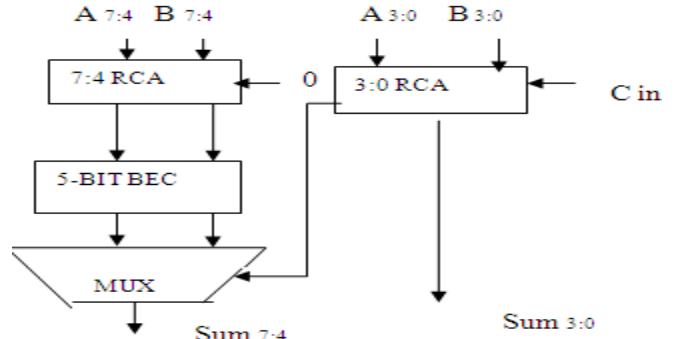 A 7:4 B 7:4 A 3:0 B 3:0
7:4 RCA 0 3:0 RCA C in
5-BIT BEC
MUX
Sum 7:4 Sum 3:0